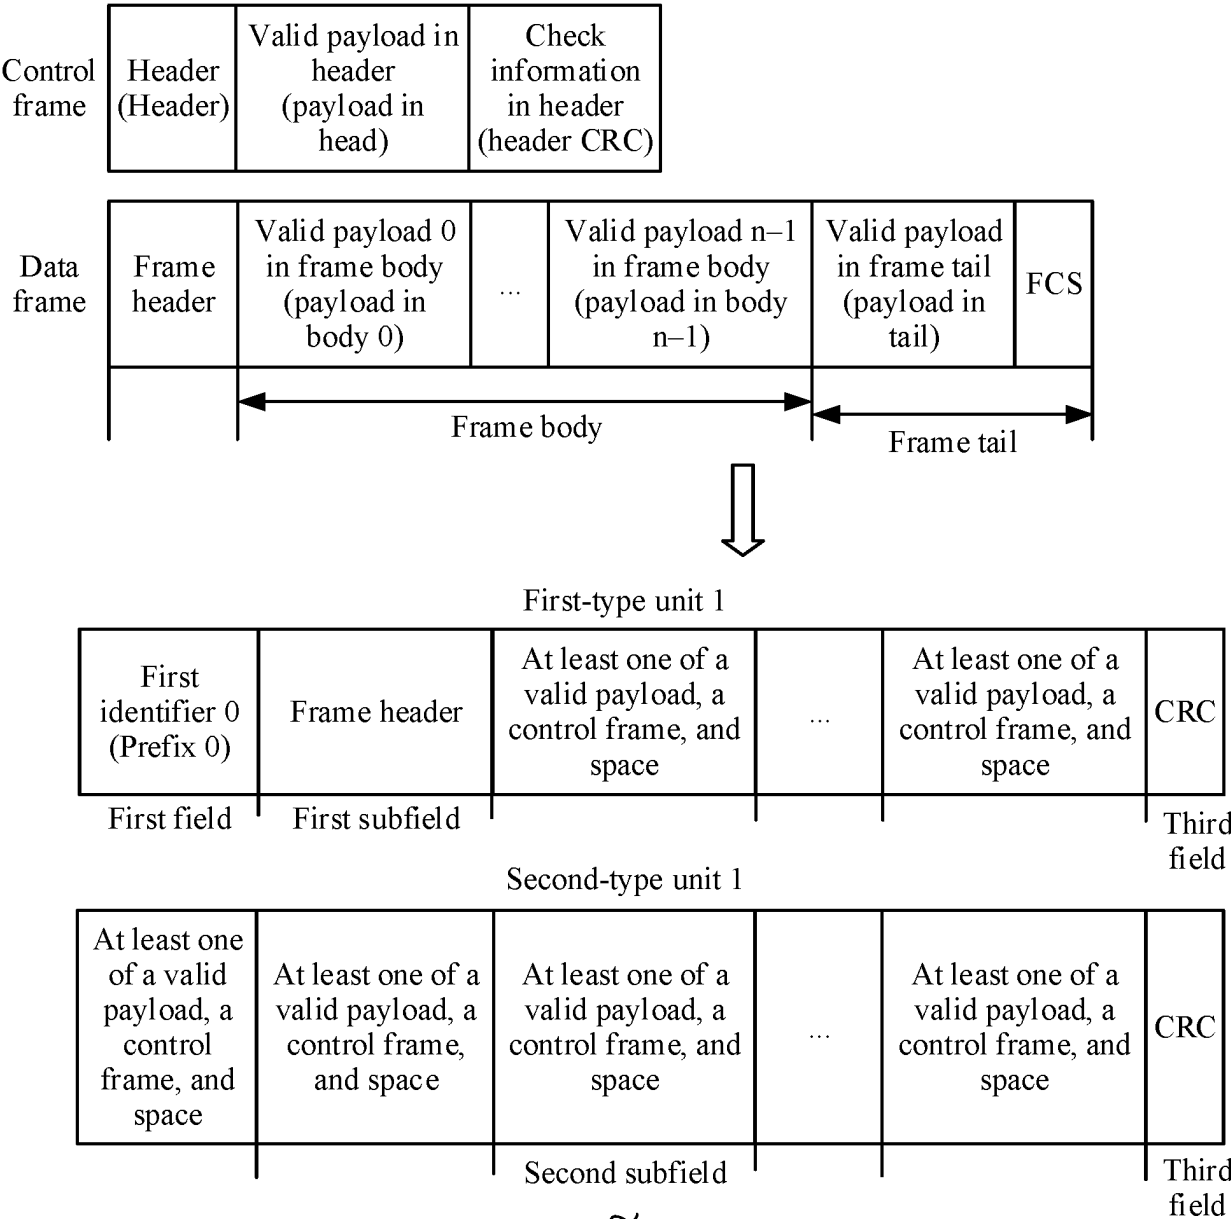 Control
frame
Header
(Header)
Valid payload in
header
(payload in
head)
Check
information
in header
(header CRC)
Data
frame
Frame
header
Valid payload 0
in frame body
(payload in
body 0)
...
Valid payload n–1
in frame body
(payload in body
n–1)
Valid payload
in frame tail
(payload in
tail)
FCS
Frame body
Frame tail
First-type unit 1
First
identifier 0
(Prefix 0)
Frame header
At least one of a
valid payload, a
control frame, and
space
...
At least one of a
valid payload, a
control frame, and
space
CRC
First field
First subfield
Third
field
Second-type unit 1
At least one
of a valid
payload, a
control
frame, and
space
At least one of a
valid payload, a
control frame,
and space
At least one of a
valid payload, a
control frame, and
space
...
At least one of a
valid payload, a
control frame, and
space
CRC
Second subfield
Third
field